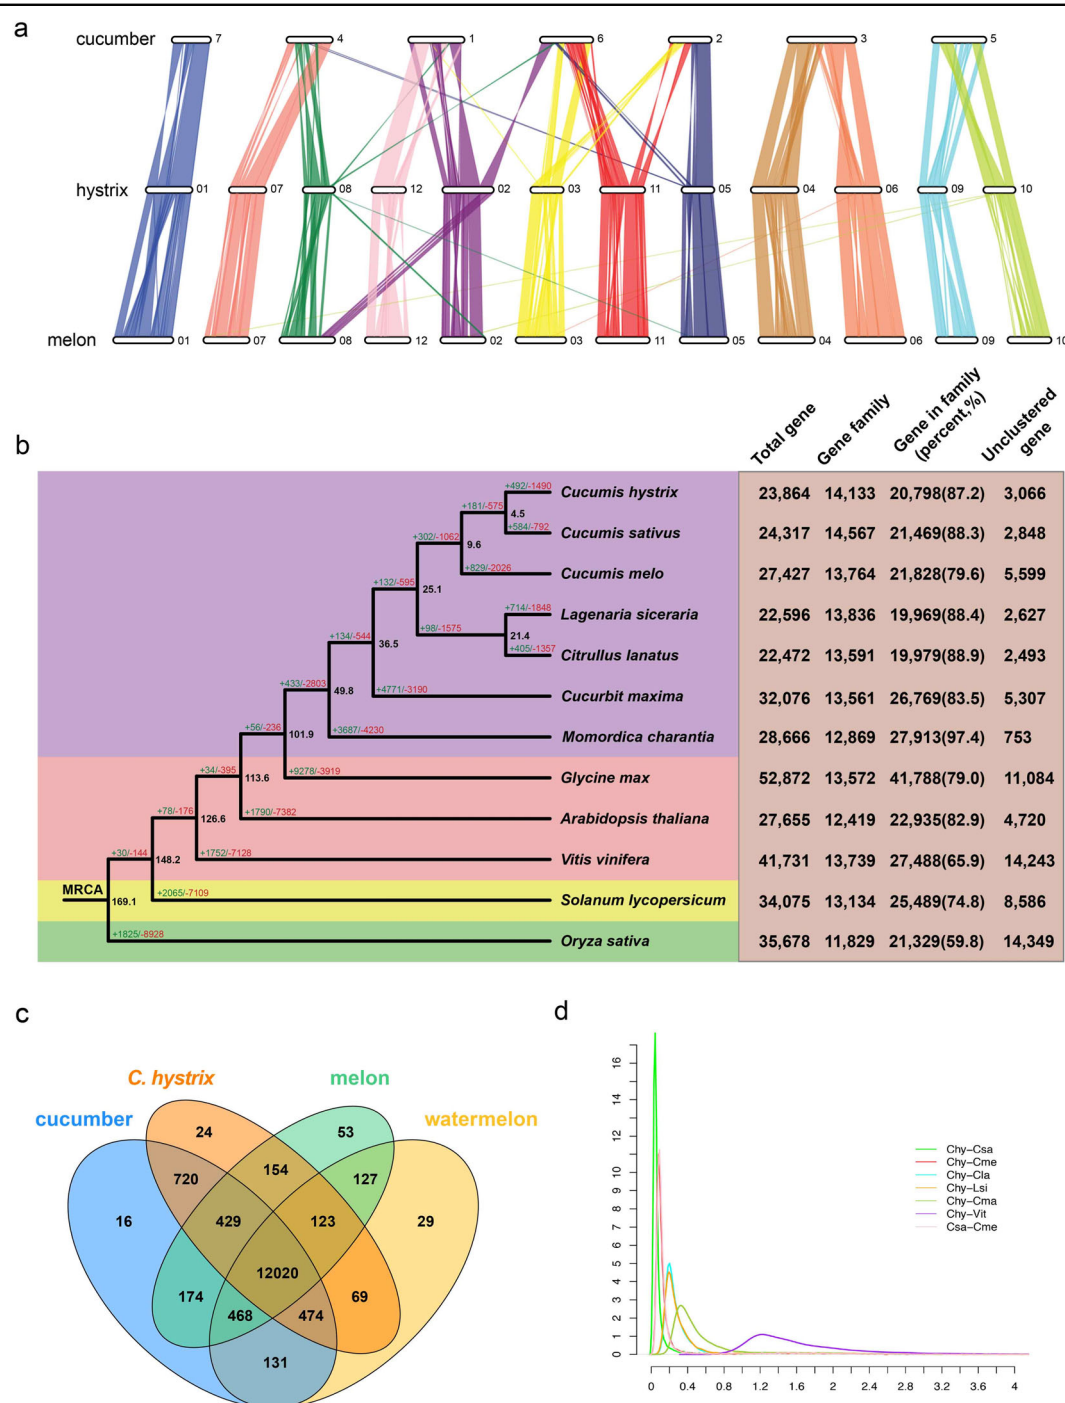 a
cucumber 7 4 1 6 2 3 5
hystrix 01 07 08 12 02 03 11 05 04 06 09 10
melon 01 07 08 12 02 03 11 05 04 06 09 10
b
Total gene
Gene family
Gene in family
(percent,%)
Unclustered
gene
+492/-1490 Cucumis hystrix 23,864 14,133 20,798(87.2) 3,066
+181/-575 4.5
+584/-792 Cucumis sativus 24,317 14,567 21,469(88.3) 2,848
+302/-1062 9.6
+829/-2026 Cucumis melo 27,427 13,764 21,828(79.6) 5,599
+132/-595 25.1
+714/-1848 Lagenaria siceraria 22,596 13,836 19,969(88.4) 2,627
+98/-1575 21.4
+134/-544 36.5
+405/-1357 Citrullus lanatus 22,472 13,591 19,979(88.9) 2,493
+433/-2803 49.8
+4771/-3190 Cucurbit maxima 32,076 13,561 26,769(83.5) 5,307
+56/-236 101.9
+3687/-4230 Momordica charantia 28,666 12,869 27,913(97.4) 753
+34/-395 113.6
+9278/-3919 Glycine max 52,872 13,572 41,788(79.0) 11,084
+78/-176 126.6
+1790/-7382 Arabidopsis thaliana 27,655 12,419 22,935(82.9) 4,720
+30/-144 148.2
+1752/-7128 Vitis vinifera 41,731 13,739 27,488(65.9) 14,243
MRCA 169.1
+2065/-7109 Solanum lycopersicum 34,075 13,134 25,489(74.8) 8,586
+1825/-8928 Oryza sativa 35,678 11,829 21,329(59.8) 14,349
c
C. hystrix melon
cucumber watermelon
24 53
720 154 127
16 429 123 29
12020
174 468 474 69
131
d
16
14
12
10
9
8
7
6
5
4
3
2
1
0
Chy-Csa
Chy-Cme
Chy-Cla
Chy-Lsi
Chy-Cma
Chy-Vit
Csa-Cme
0 0.4 0.8 1.2 1.6 2 2.4 2.8 3.2 3.6 4